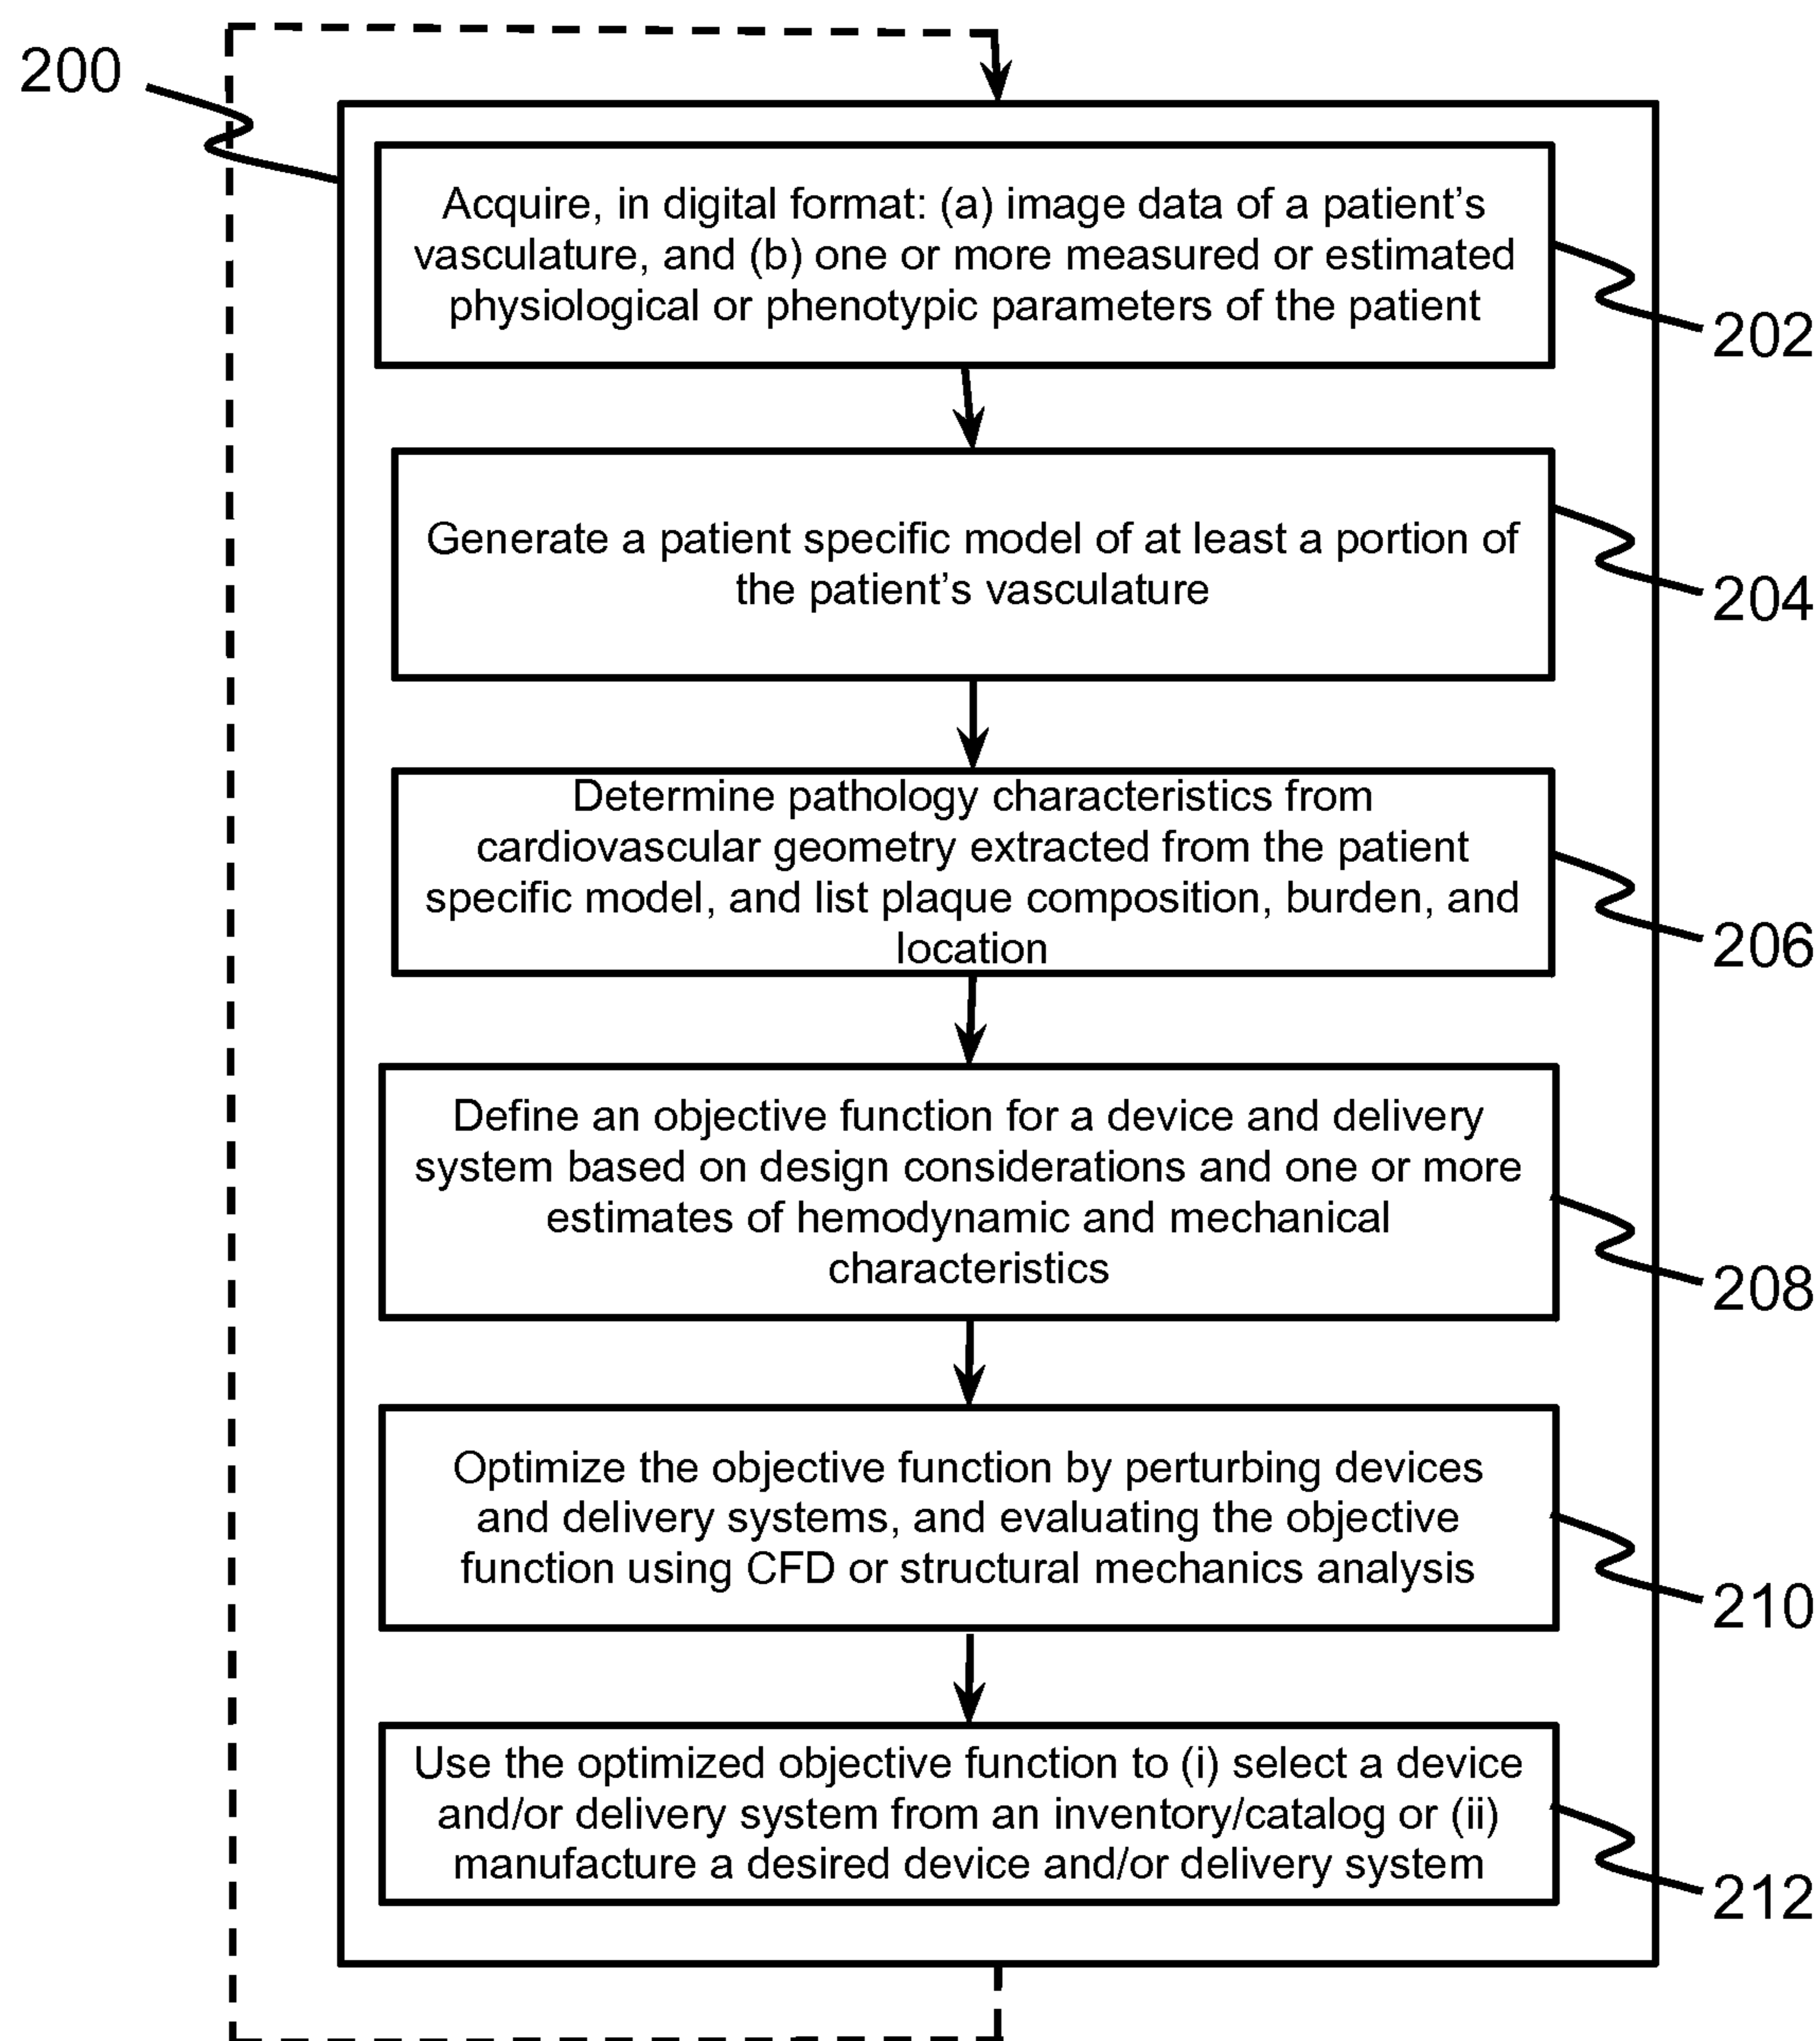 200
Acquire, in digital format: (a) image data of a patient’s
vasculature, and (b) one or more measured or estimated
physiological or phenotypic parameters of the patient
202
Generate a patient specific model of at least a portion of
the patient’s vasculature
204
Determine pathology characteristics from
cardiovascular geometry extracted from the patient
specific model, and list plaque composition, burden, and
location
206
Define an objective function for a device and delivery
system based on design considerations and one or more
estimates of hemodynamic and mechanical
characteristics
208
Optimize the objective function by perturbing devices
and delivery systems, and evaluating the objective
function using CFD or structural mechanics analysis
210
Use the optimized objective function to (i) select a device
and/or delivery system from an inventory/catalog or (ii)
manufacture a desired device and/or delivery system
212